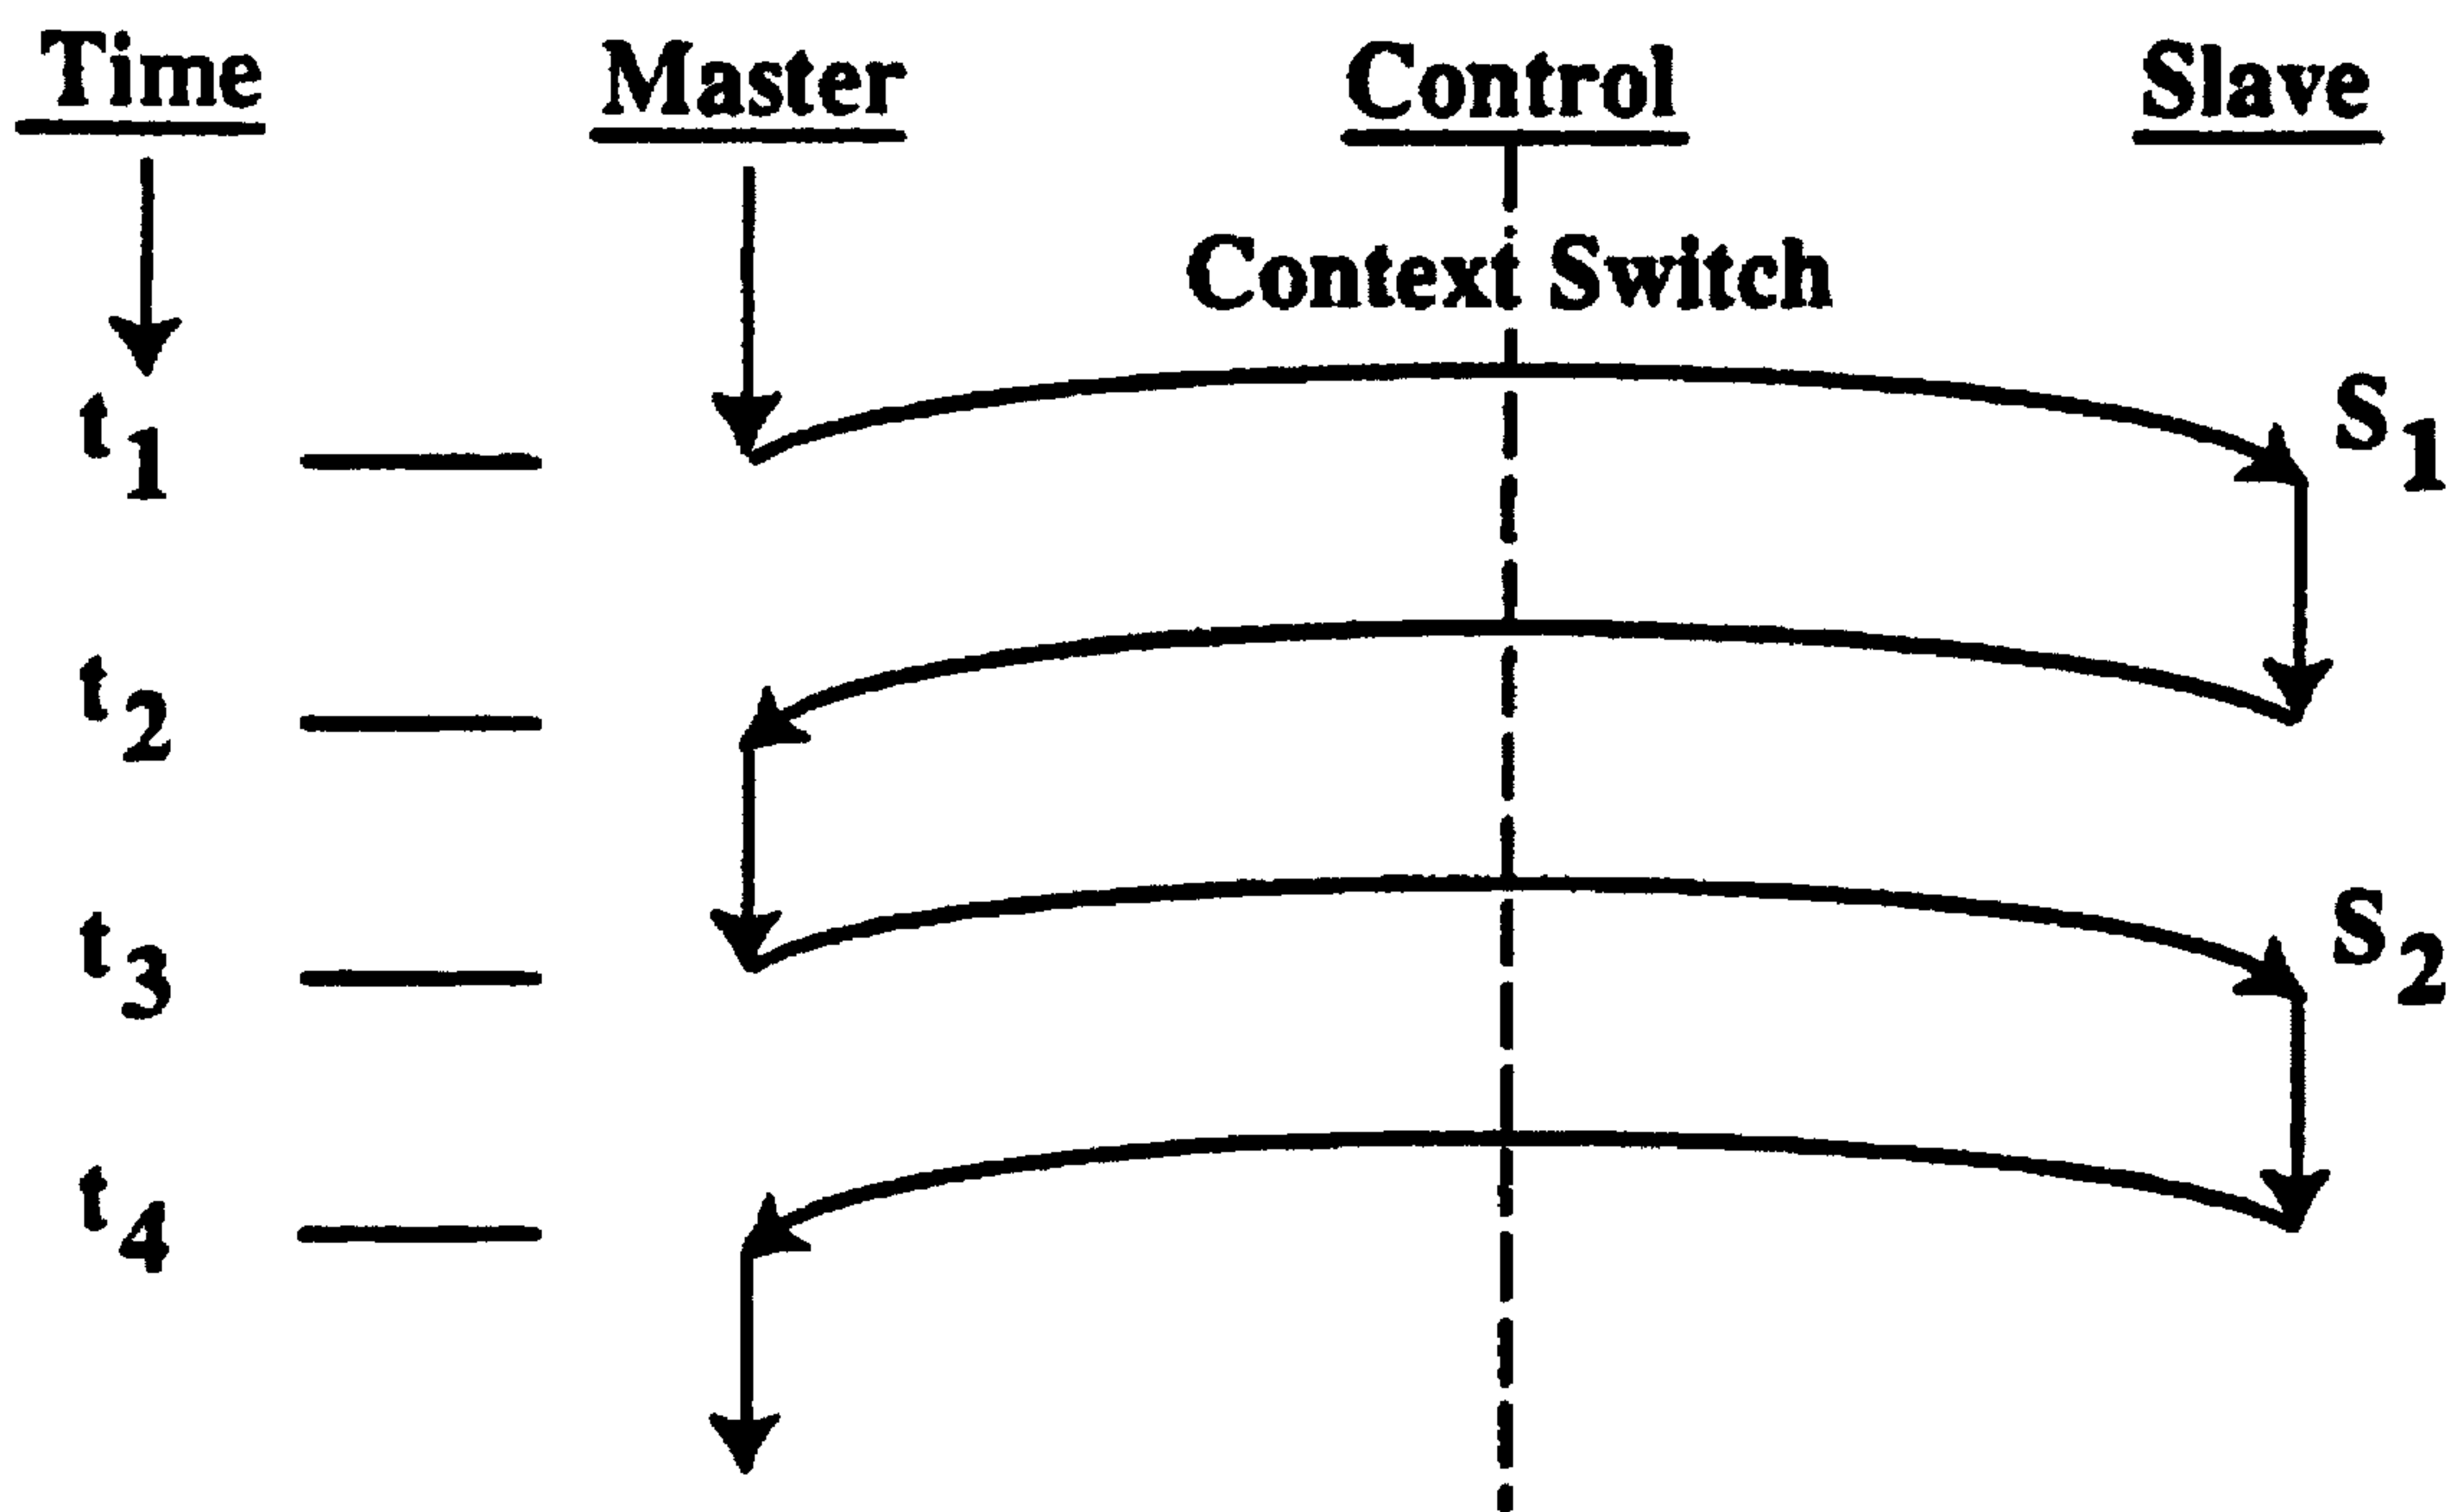 Time Master Control Slave
Context Switch
t1 S1
t2
t3 S2
t4